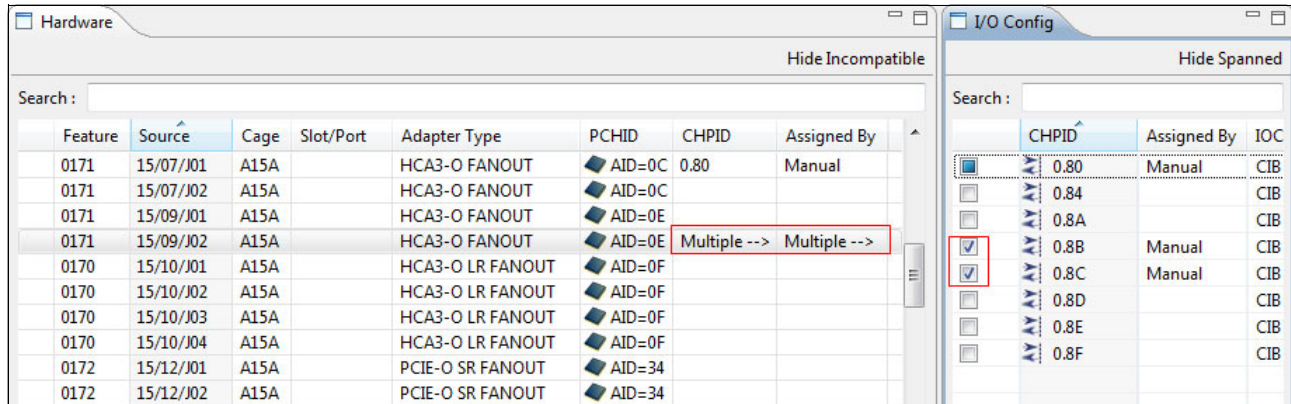 Hardware
Hide Incompatible
Search :
Feature Source Cage Slot/Port Adapter Type PCHID CHPID Assigned By
0171 15/07/J01 A15A HCA3-O FANOUT AID=0C 0.80 Manual
0171 15/07/J02 A15A HCA3-O FANOUT AID=0C
0171 15/09/J01 A15A HCA3-O FANOUT AID=0E
0171 15/09/J02 A15A HCA3-O FANOUT AID=0E Multiple --> Multiple -->
0170 15/10/J01 A15A HCA3-O LR FANOUT AID=0F
0170 15/10/J02 A15A HCA3-O LR FANOUT AID=0F
0170 15/10/J03 A15A HCA3-O LR FANOUT AID=0F
0170 15/10/J04 A15A HCA3-O LR FANOUT AID=0F
0172 15/12/J01 A15A PCIE-O SR FANOUT AID=34
0172 15/12/J02 A15A PCIE-O SR FANOUT AID=34
I/O Config
Hide Spanned
Search :
CHPID Assigned By IOC
0.80 Manual CIB
0.84 CIB
0.8A CIB
0.8B Manual CIB
0.8C Manual CIB
0.8D CIB
0.8E CIB
0.8F CIB